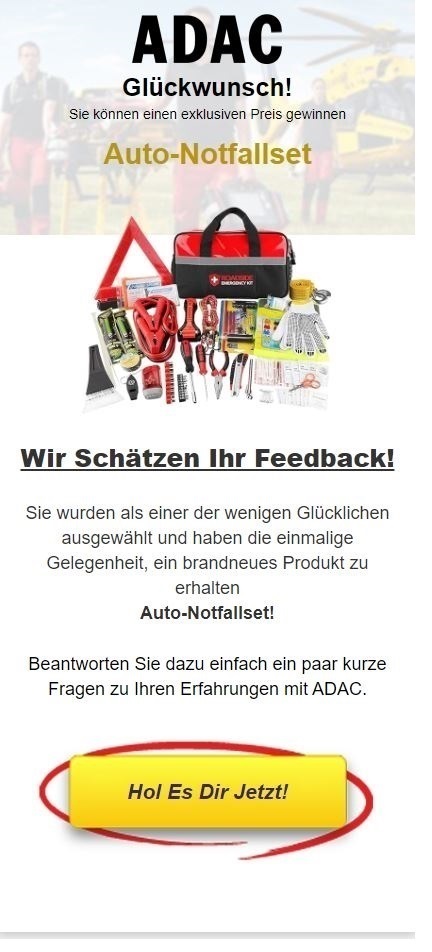 ADAC
Glückwunsch!
Sie können einen exklusiven Preis gewinnen
Auto-Notfallset
ROADSIDE
EMERGENCY KIT
Wir Schätzen Ihr Feedback!
Sie wurden als einer der wenigen Glücklichen
ausgewählt und haben die einmalige
Gelegenheit, ein brandneues Produkt zu
erhalten
Auto-Notfallset!
Beantworten Sie dazu einfach ein paar kurze
Fragen zu Ihren Erfahrungen mit ADAC.
Hol Es Dir Jetzt!